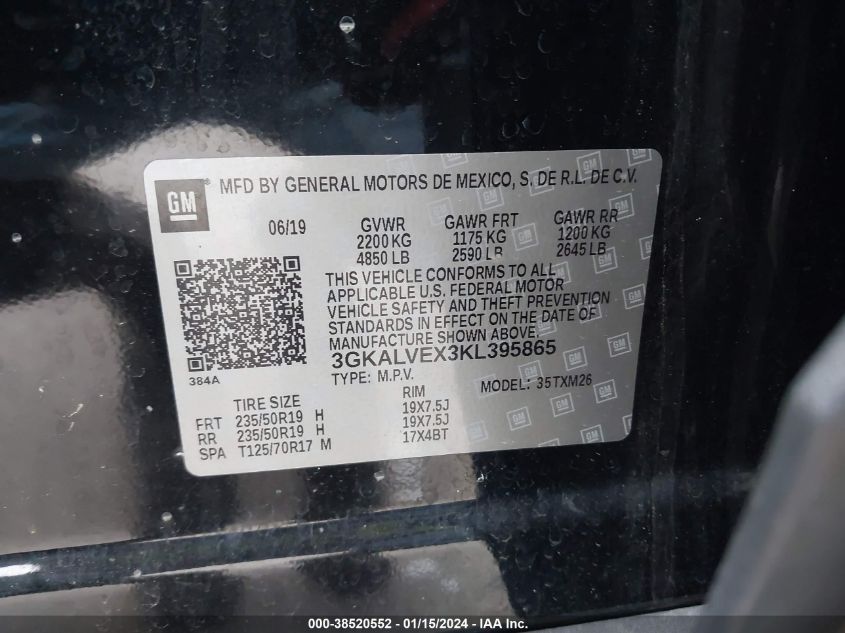 GM
MFD BY GENERAL MOTORS DE MEXICO, S. DE R.L. DE C.V.
06/19 GVWR GAWR FRT GAWR RR
2200 KG 1175 KG 1200 KG
4850 LB 2590 LB 2645 LB
THIS VEHICLE CONFORMS TO ALL
APPLICABLE U.S. FEDERAL MOTOR
VEHICLE SAFETY AND THEFT PREVENTION
STANDARDS IN EFFECT ON THE DATE OF
MANUFACTURE SHOWN ABOVE.
3GKALVEX3KL395865
384A
TYPE: M.P.V. MODEL: 35TXM26
TIRE SIZE RIM
FRT 235/50R19 H 19X7.5J
RR 235/50R19 H 19X7.5J
SPA T125/70R17 M 17X4BT
000-38520552 - 01/15/2024 - IAA Inc.